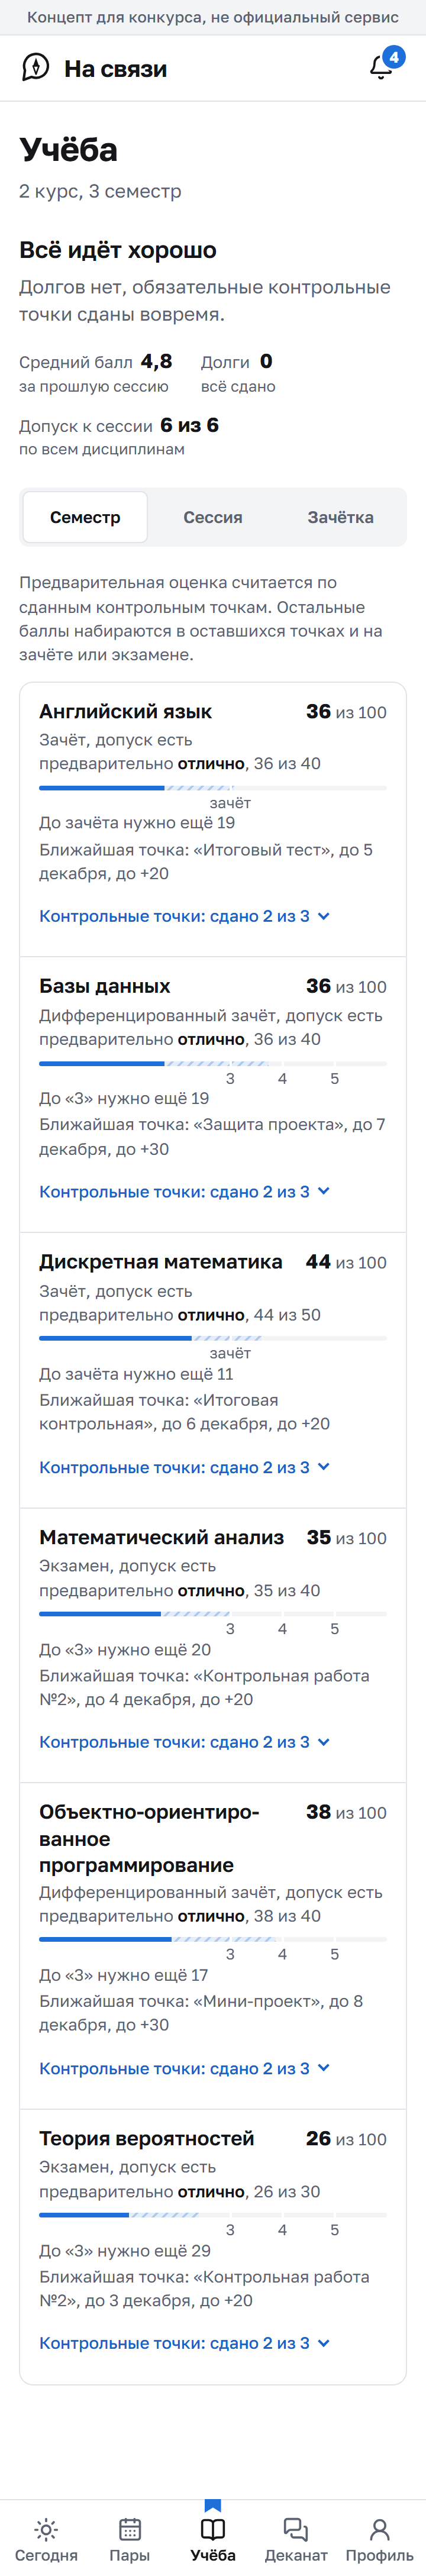 Концепт для конкурса, не официальный сервис
На связи
4
Учёба
2 курс, 3 семестр
Всё идёт хорошо
Долгов нет, обязательные контрольные
точки сданы вовремя.
Средний балл 4,8 Долги 0
за прошлую сессию всё сдано
Допуск к сессии 6 из 6
по всем дисциплинам
Семестр Сессия Зачётка
Предварительная оценка считается по
сданным контрольным точкам. Остальные
баллы набираются в оставшихся точках и на
зачёте или экзамене.
Английский язык 36 из 100
Зачёт, допуск есть
предварительно отлично, 36 из 40
зачёт
До зачёта нужно ещё 19
Ближайшая точка: «Итоговый тест», до 5
декабря, до +20
Контрольные точки: сдано 2 из 3
Базы данных 36 из 100
Дифференцированный зачёт, допуск есть
предварительно отлично, 36 из 40
3 4 5
До «3» нужно ещё 19
Ближайшая точка: «Защита проекта», до 7
декабря, до +30
Контрольные точки: сдано 2 из 3
Дискретная математика 44 из 100
Зачёт, допуск есть
предварительно отлично, 44 из 50
зачёт
До зачёта нужно ещё 11
Ближайшая точка: «Итоговая
контрольная», до 6 декабря, до +20
Контрольные точки: сдано 2 из 3
Математический анализ 35 из 100
Экзамен, допуск есть
предварительно отлично, 35 из 40
3 4 5
До «3» нужно ещё 20
Ближайшая точка: «Контрольная работа
№2», до 4 декабря, до +20
Контрольные точки: сдано 2 из 3
Объектно-ориентиро- 38 из 100
ванное
программирование
Дифференцированный зачёт, допуск есть
предварительно отлично, 38 из 40
3 4 5
До «3» нужно ещё 17
Ближайшая точка: «Мини-проект», до 8
декабря, до +30
Контрольные точки: сдано 2 из 3
Теория вероятностей 26 из 100
Экзамен, допуск есть
предварительно отлично, 26 из 30
3 4 5
До «3» нужно ещё 29
Ближайшая точка: «Контрольная работа
№2», до 3 декабря, до +20
Контрольные точки: сдано 2 из 3
Сегодня Пары Учёба Деканат Профиль